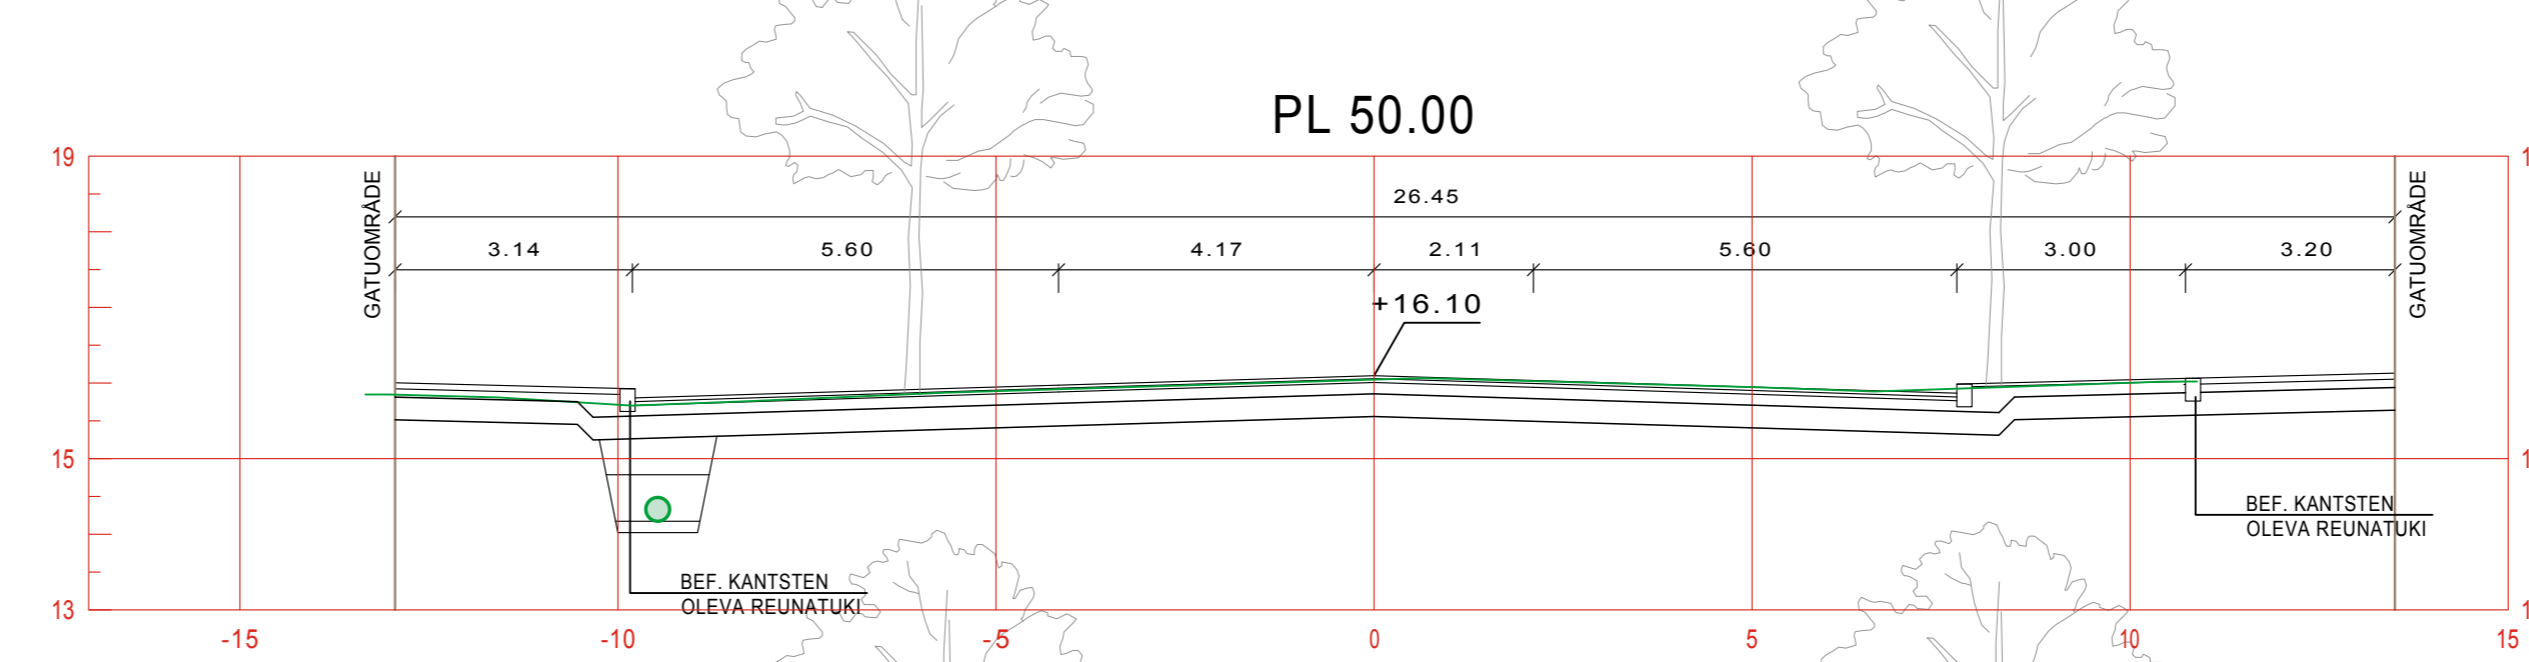 PL 50.00
19
GATUOMRÅDE
26.45
GATUOMRÅDE
3.14 5.60 4.17 2.11 5.60 3.00 3.20
+16.10
15
BEF. KANTSTEN
OLEVA REUNATUKI
BEF. KANTSTEN
OLEVA REUNATUKI
13
-15 -10 -5 0 5 10 15